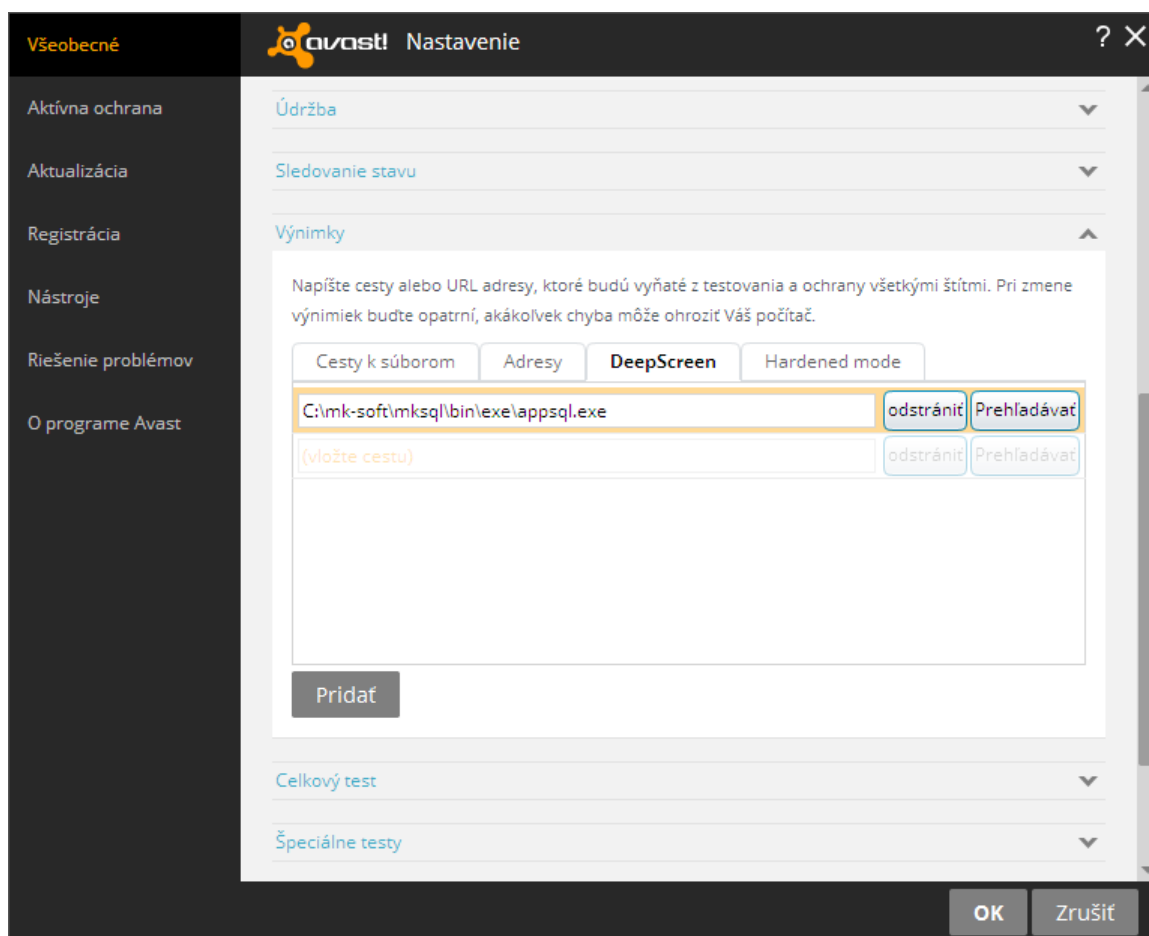 Všeobecné
avast! Nastavenie
?
Aktívna ochrana
Aktualizácia
Registrácia
Nástroje
Riešenie problémov
O programe Avast
Údržba
Sledovanie stavu
Výnimky
Napíšte cesty alebo URL adresy, ktoré budú vyňaté z testovania a ochrany všetkými štítmi. Pri zmene
výnimiek buďte opatrní, akákoľvek chyba môže ohroziť Váš počítač.
Cesty k súborom Adresy DeepScreen Hardened mode
C:\mk-soft\mksql\bin\exe\appsql.exe odstrániť Prehľadávať
(vložte cestu) odstrániť Prehľadávať
Pridať
Celkový test
Špeciálne testy
OK Zrušiť